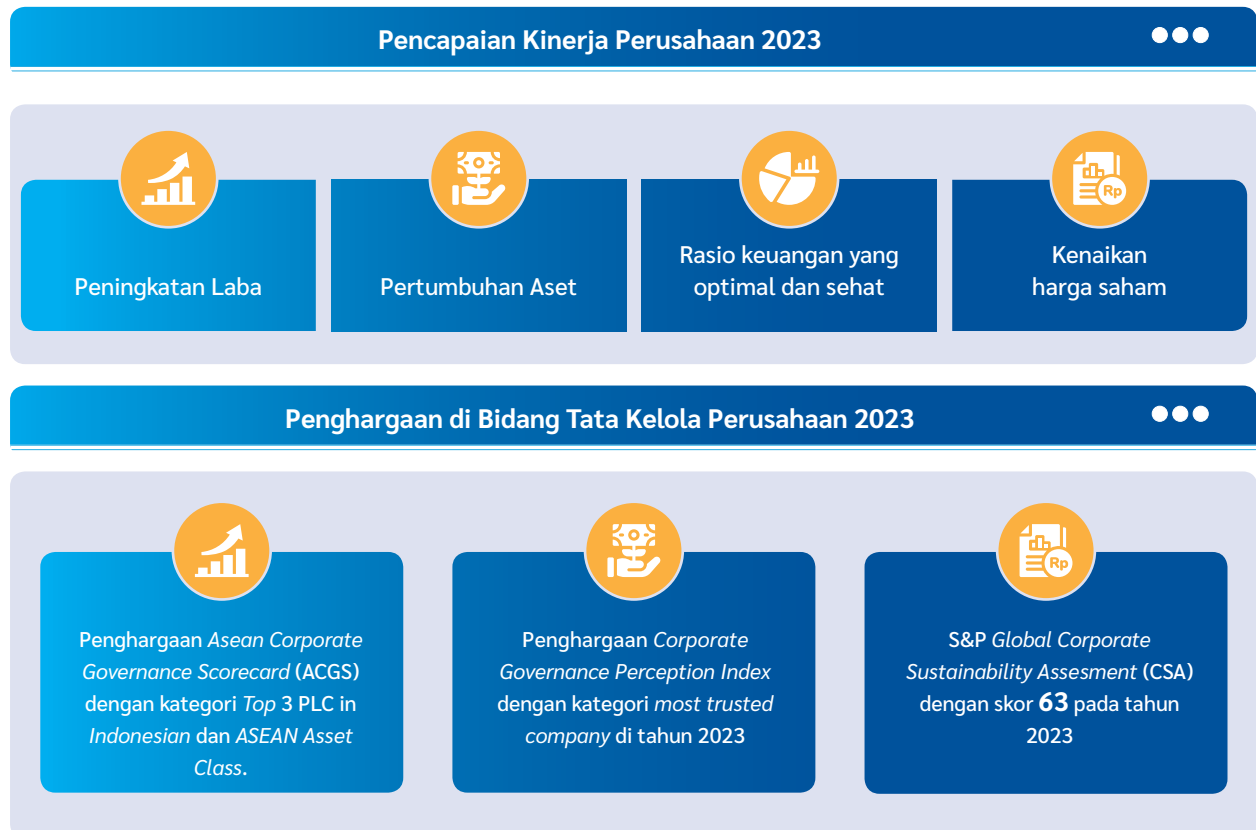 Pencapaian Kinerja Perusahaan 2023
Peningkatan Laba
Pertumbuhan Aset
Rasio keuangan yang
optimal dan sehat
Rp
Kenaikan
harga saham
Penghargaan di Bidang Tata Kelola Perusahaan 2023
Penghargaan Asean Corporate
Governance Scorecard (ACGS)
dengan kategori Top 3 PLC in
Indonesian dan ASEAN Asset
Class.
Penghargaan Corporate
Governance Perception Index
dengan kategori most trusted
company di tahun 2023
Rp
S&P Global Corporate
Sustainability Assesment (CSA)
dengan skor 63 pada tahun
2023